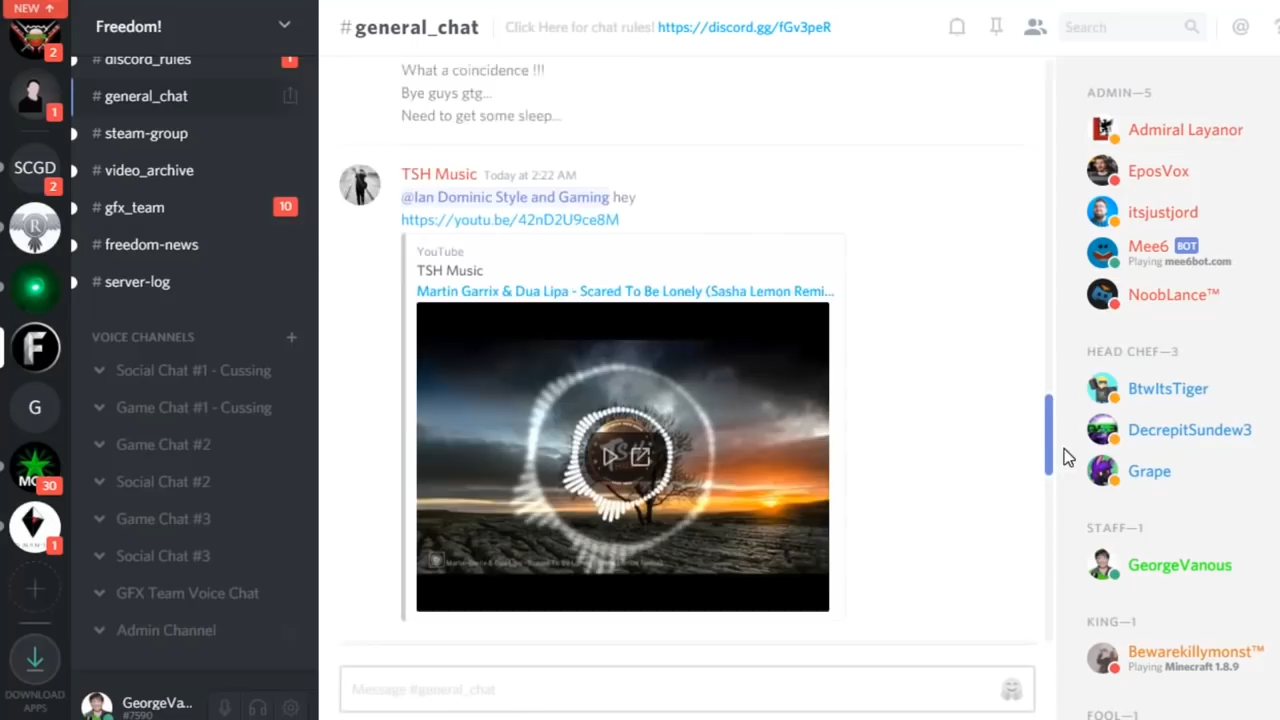 NEW ↑
2
1
SCGD
2
G
30
1
DOWNLOAD
APPS
Freedom!
# discord_rules
1
# general_chat
# steam-group
# video_archive
# gfx_team
10
# freedom-news
# server-log
VOICE CHANNELS +
Social Chat #1 - Cussing
Game Chat #1 - Cussing
Game Chat #2
Social Chat #2
Game Chat #3
Social Chat #3
GFX Team Voice Chat
Admin Channel
GeorgeVa...
#7590
#general_chat
Click Here for chat rules! https://discord.gg/fGv3peR
Search
@
What a coincidence !!!
Bye guys gtg...
Need to get some sleep...
TSH Music Today at 2:22 AM
@Ian Dominic Style and Gaming hey
https://youtu.be/42nD2U9ce8M
YouTube
TSH Music
Martin Garrix & Dua Lipa - Scared To Be Lonely (Sasha Lemon Remi...
Message #general_chat
ADMIN—5
Admiral Layanor
EposVox
itsjustjord
Mee6 BOT
Playing mee6bot.com
NoobLance™
HEAD CHEF—3
BtwItsTiger
DecrepitSundew3
Grape
STAFF—1
GeorgeVanous
KING—1
Bewarekillymonst™
Playing Minecraft 1.8.9
FOOL—1